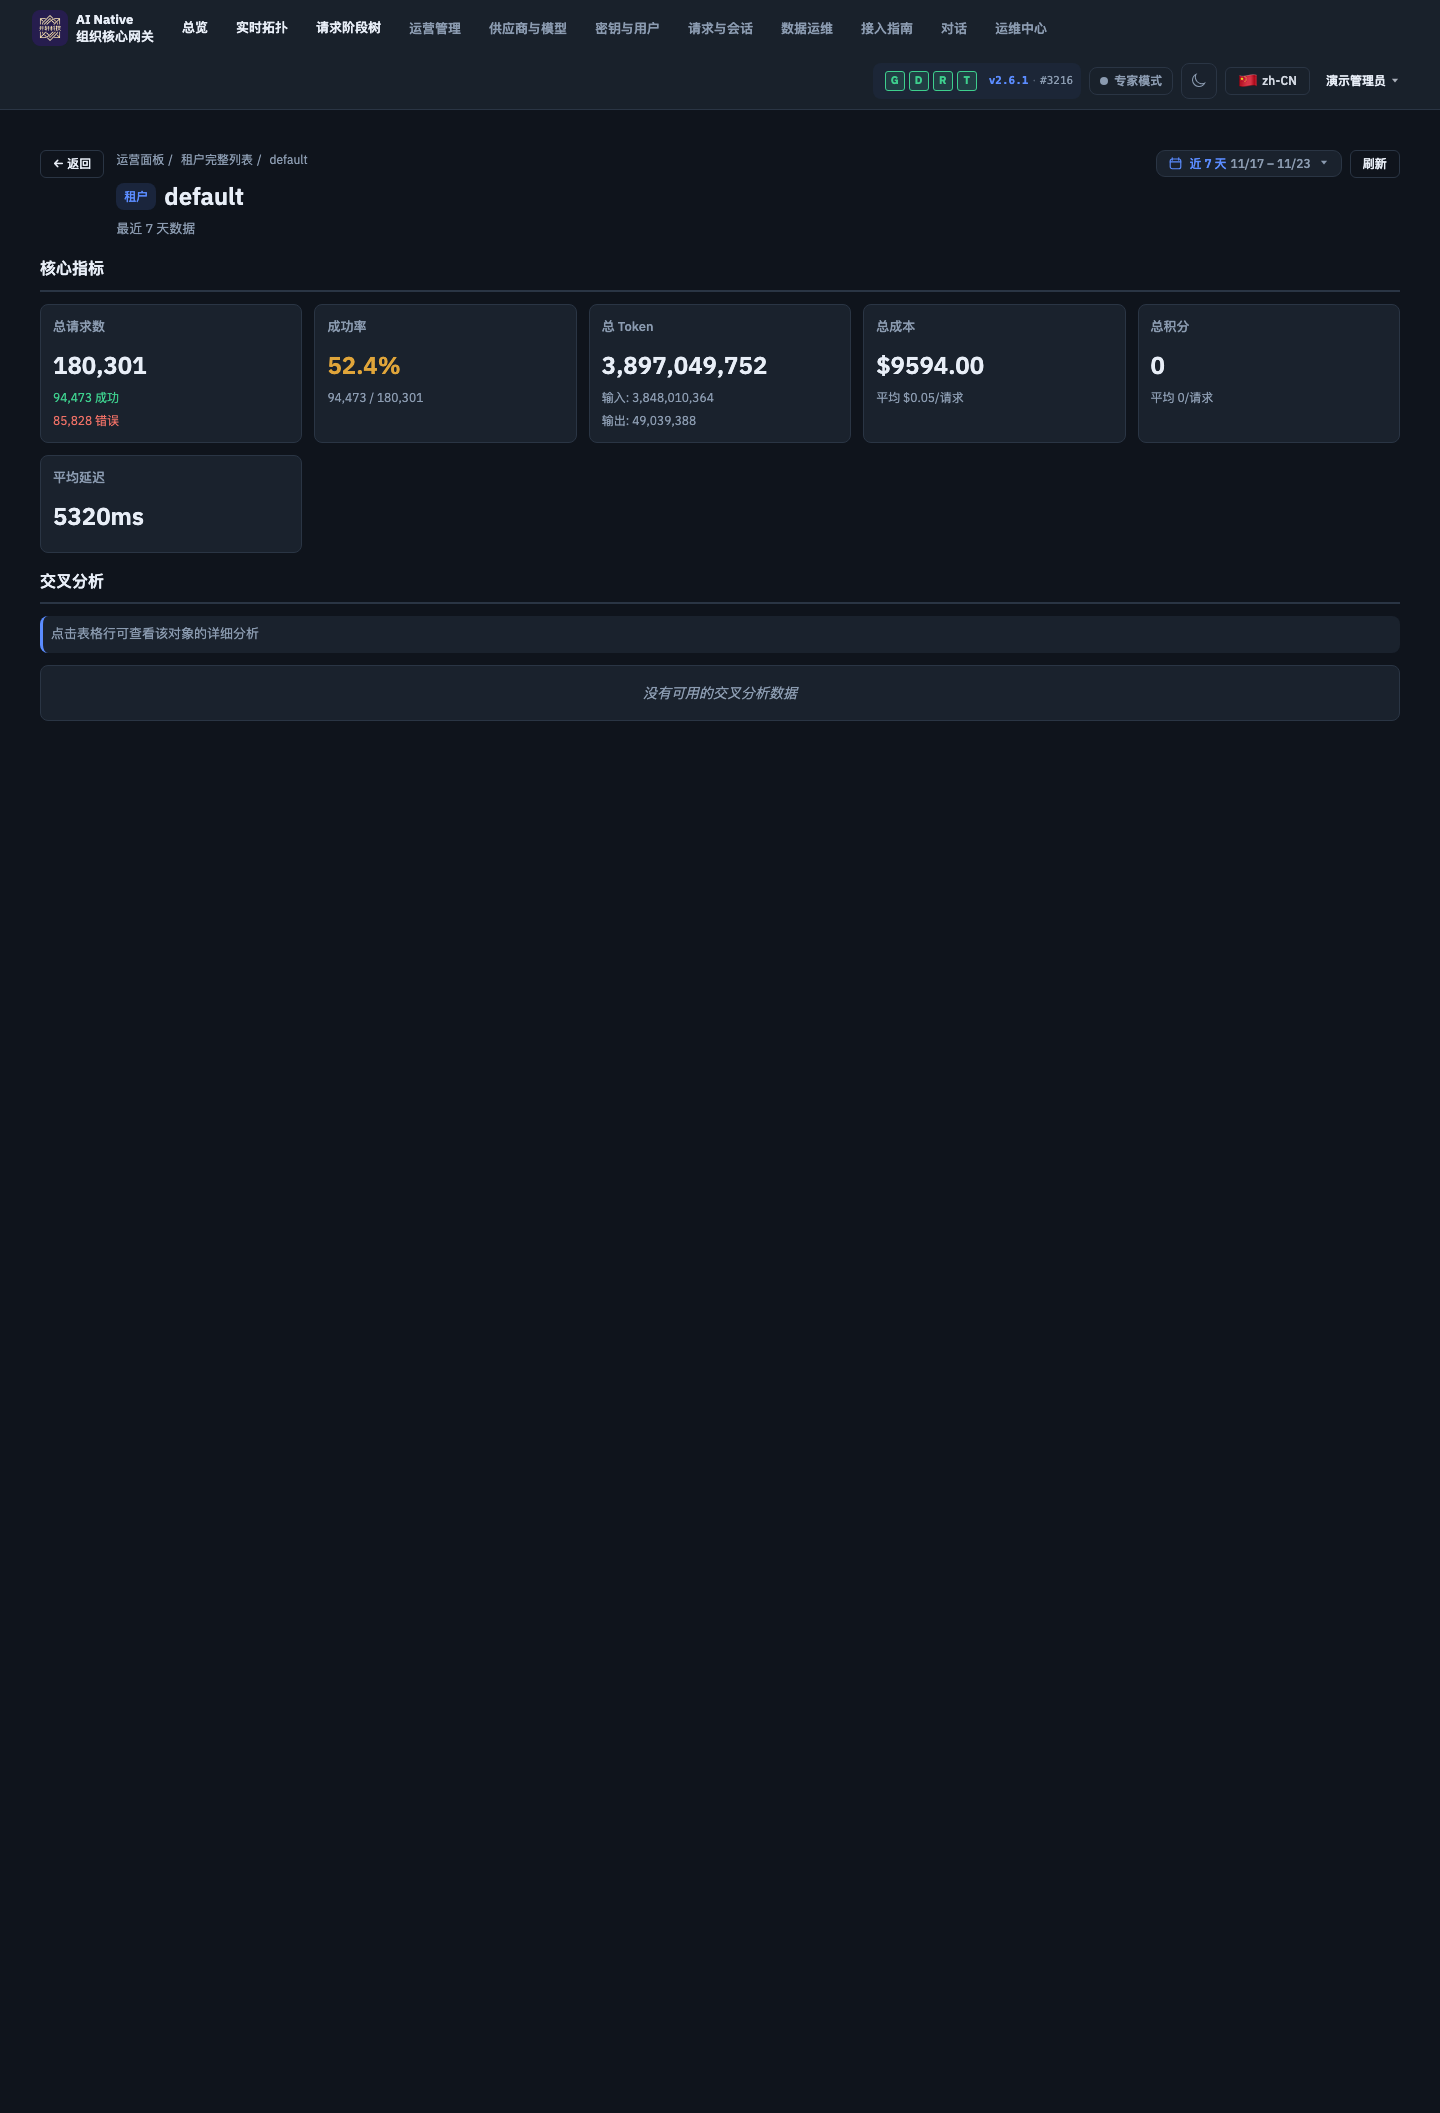 AI Native
组织核心网关
总览
实时拓扑
请求阶段树
运营管理
供应商与模型
密钥与用户
请求与会话
数据运维
接入指南
对话
运维中心
G D R T v2.6.1 · #3216
专家模式
zh-CN
演示管理员
← 返回
运营面板 / 租户完整列表 / default
近 7 天 11/17 – 11/23
刷新
租户 default
最近 7 天数据
核心指标
总请求数
180,301
94,473 成功
85,828 错误
成功率
52.4%
94,473 / 180,301
总 Token
3,897,049,752
输入: 3,848,010,364
输出: 49,039,388
总成本
$9594.00
平均 $0.05/请求
总积分
0
平均 0/请求
平均延迟
5320ms
交叉分析
点击表格行可查看该对象的详细分析
没有可用的交叉分析数据